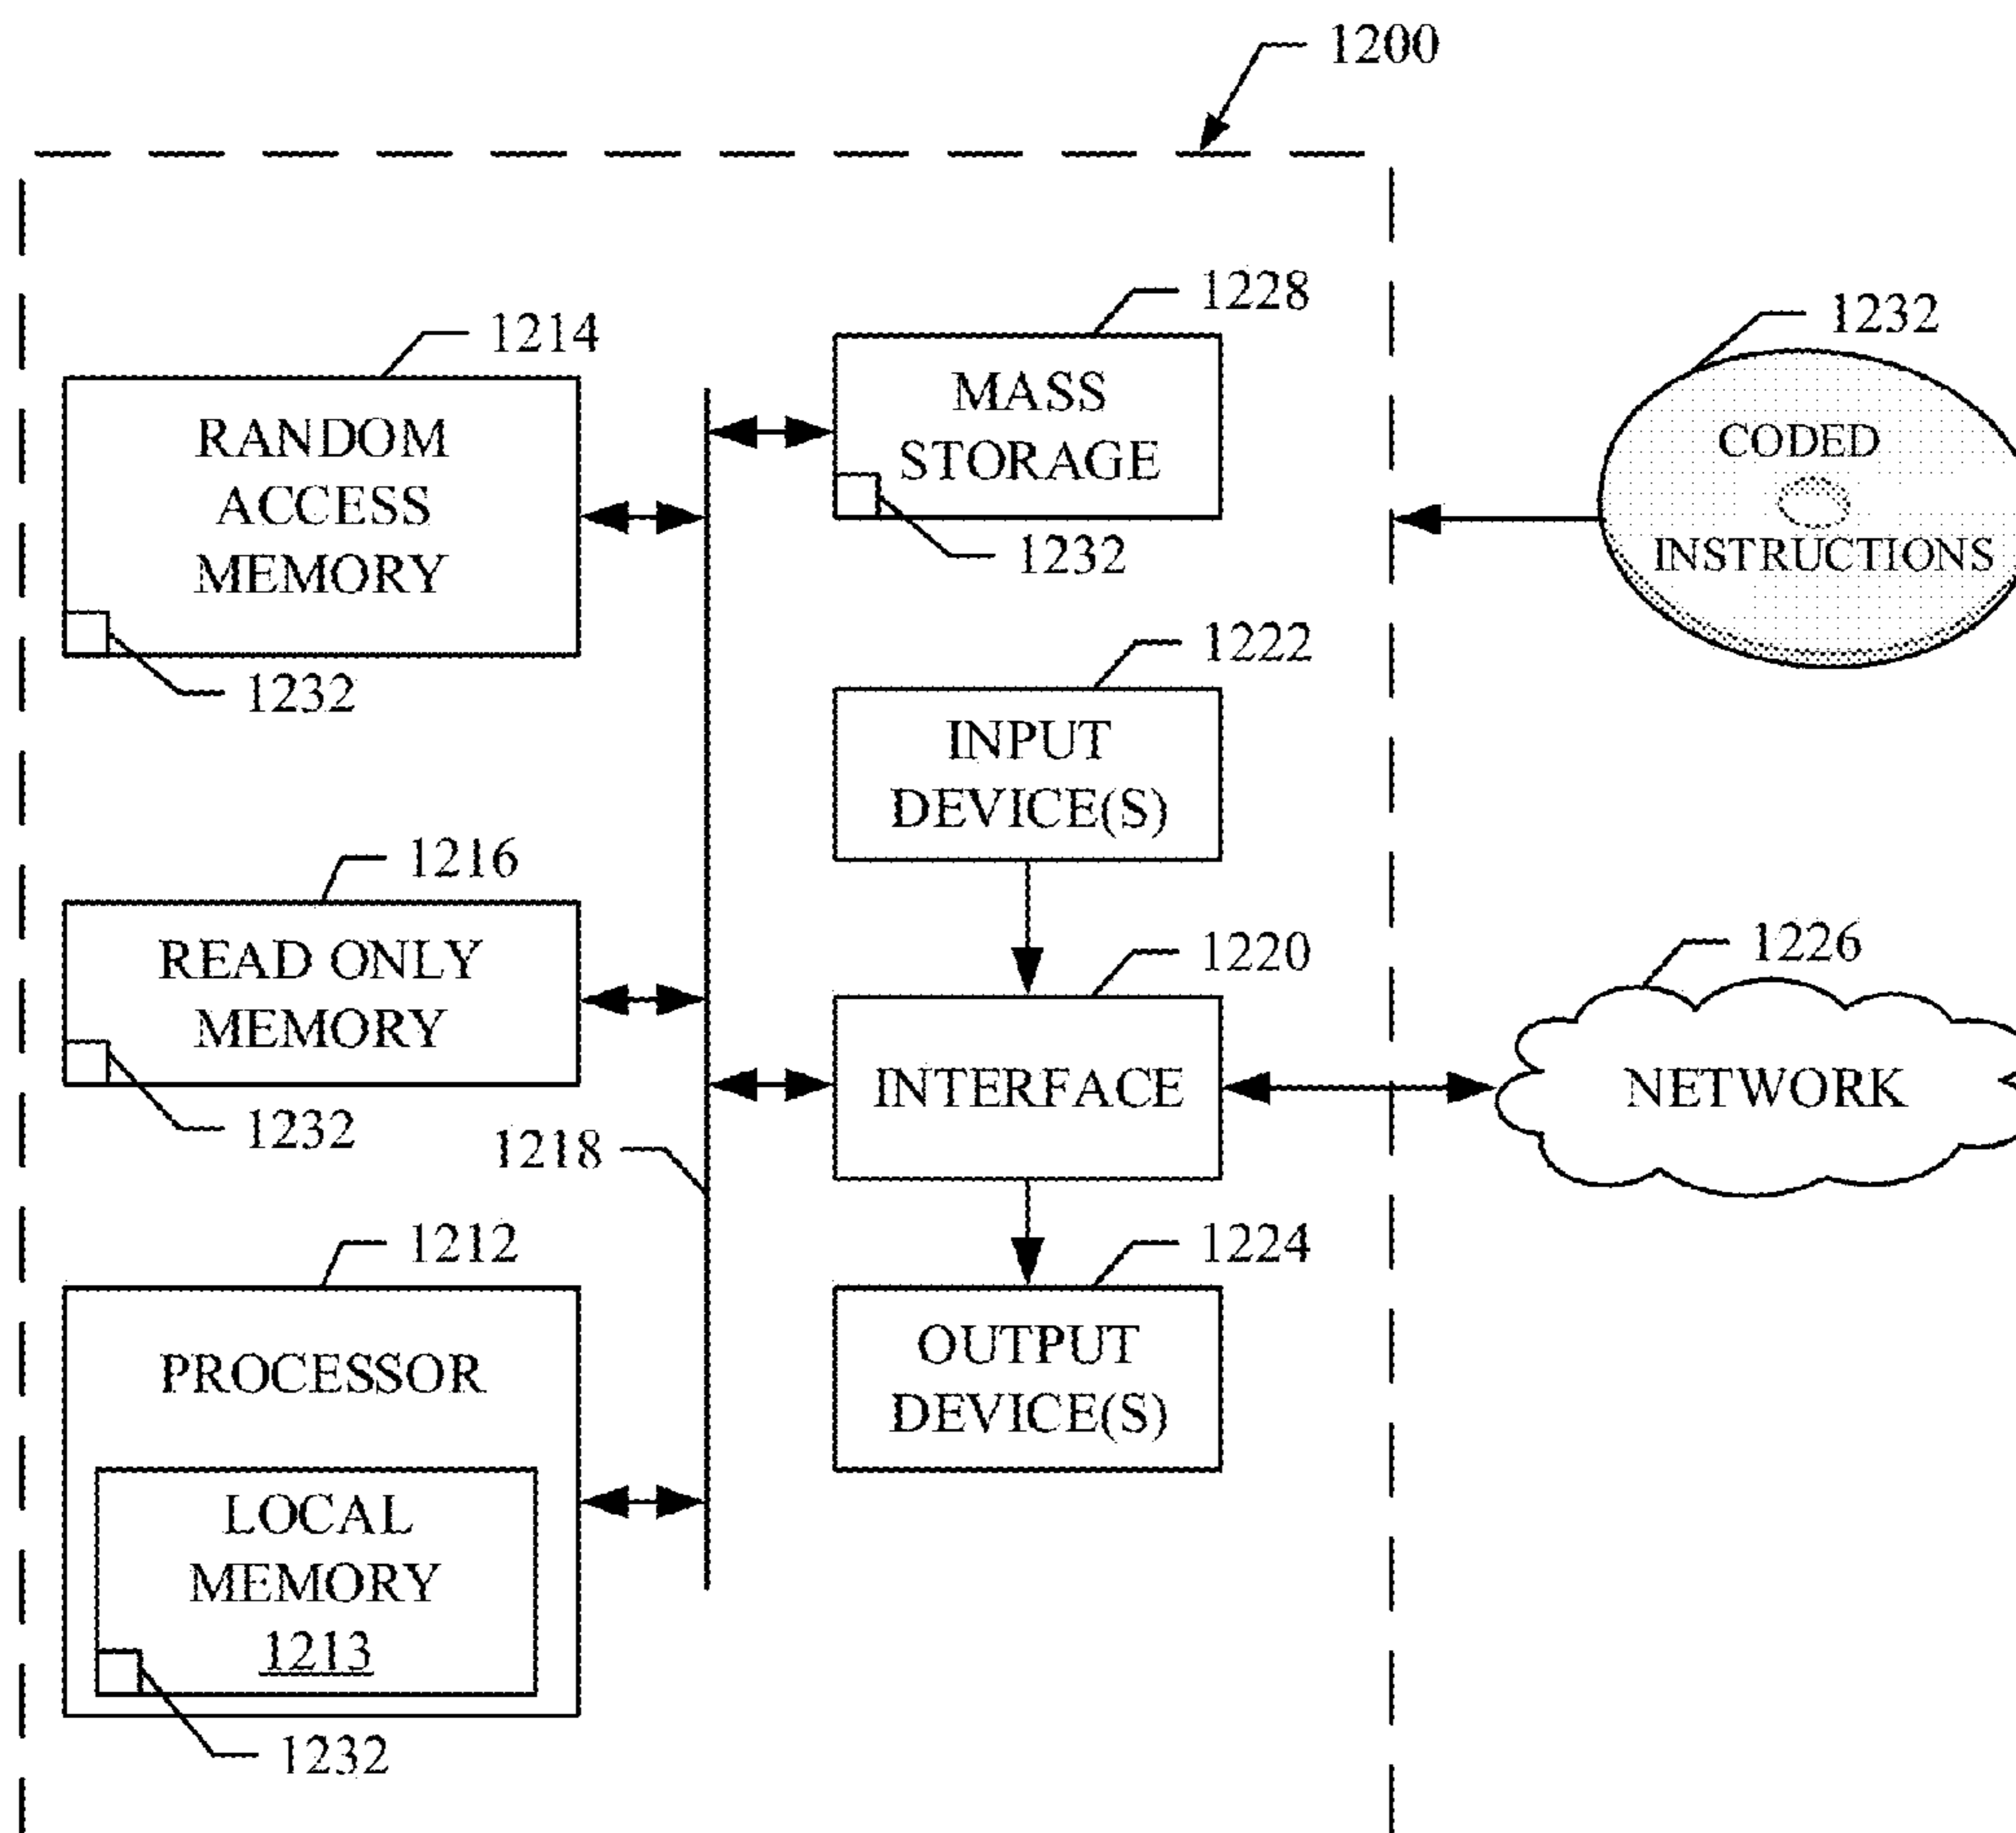 1200
1228
1214
1232
MASS
STORAGE
RANDOM
ACCESS
MEMORY
CODED
INSTRUCTIONS
1232
1232
1222
INPUT
DEVICE(S)
1216
1220
1226
READ ONLY
MEMORY
INTERFACE
NETWORK
1232
1218
1212
1224
PROCESSOR
OUTPUT
DEVICE(S)
LOCAL
MEMORY
1213
1232